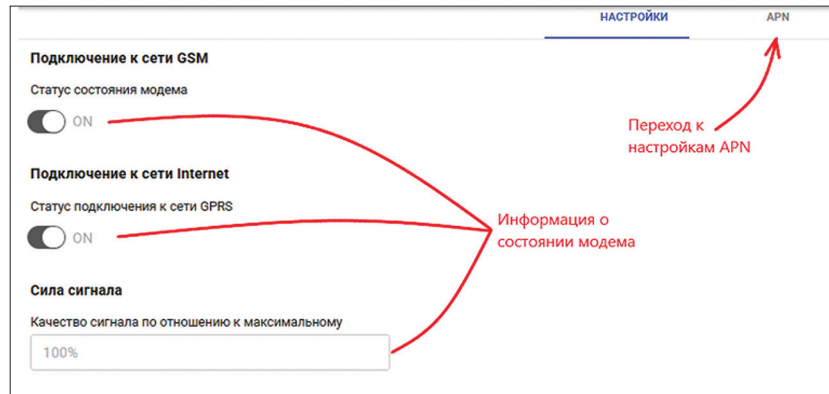 НАСТРОЙКИ
APN
Подключение к сети GSM
Статус состояния модема
ON
Переход к
настройкам APN
Подключение к сети Internet
Статус подключения к сети GPRS
ON
Информация о
состоянии модема
Сила сигнала
Качество сигнала по отношению к максимальному
100%